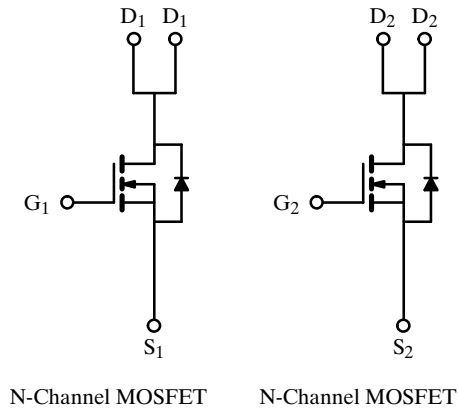 D1 D1 D2 D2
G1 G2
S1 S2
N-Channel MOSFET N-Channel MOSFET